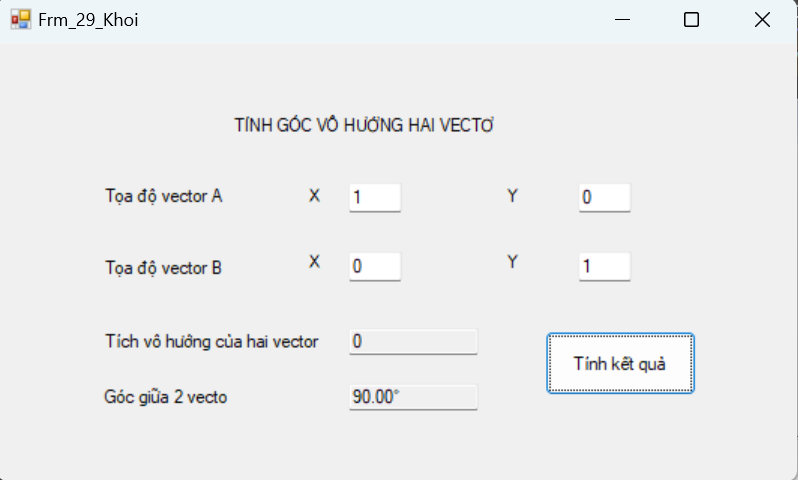 Frm_29_Khoi
TÍNH GÓC VÔ HƯỚNG HAI VECTƠ
Tọa độ vector A X 1 Y 0
Tọa độ vector B X 0 Y 1
Tích vô hướng của hai vector 0
Tính kết quả
Góc giữa 2 vecto 90.00°